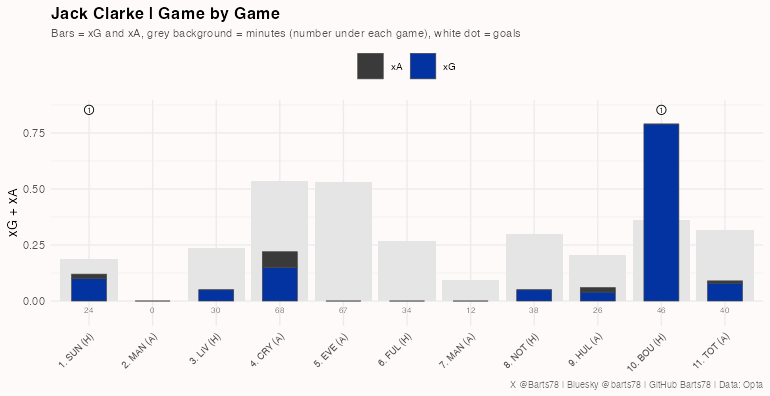 Jack Clarke | Game by Game
Bars = xG and xA, grey background = minutes (number under each game), white dot = goals
xA xG
1 1
xG + xA
0.75
0.50
0.25
0.00
24 0 30 68 67 34 12 38 26 46 40
1. SUN (H) 2. MAN (A) 3. LIV (H) 4. CRY (A) 5. EVE (A) 6. FUL (H) 7. MAN (A) 8. NOT (H) 9. HUL (A) 10. BOU (H) 11. TOT (A)
X @Barts78 | Bluesky @barts78 | GitHub Barts78 | Data: Opta